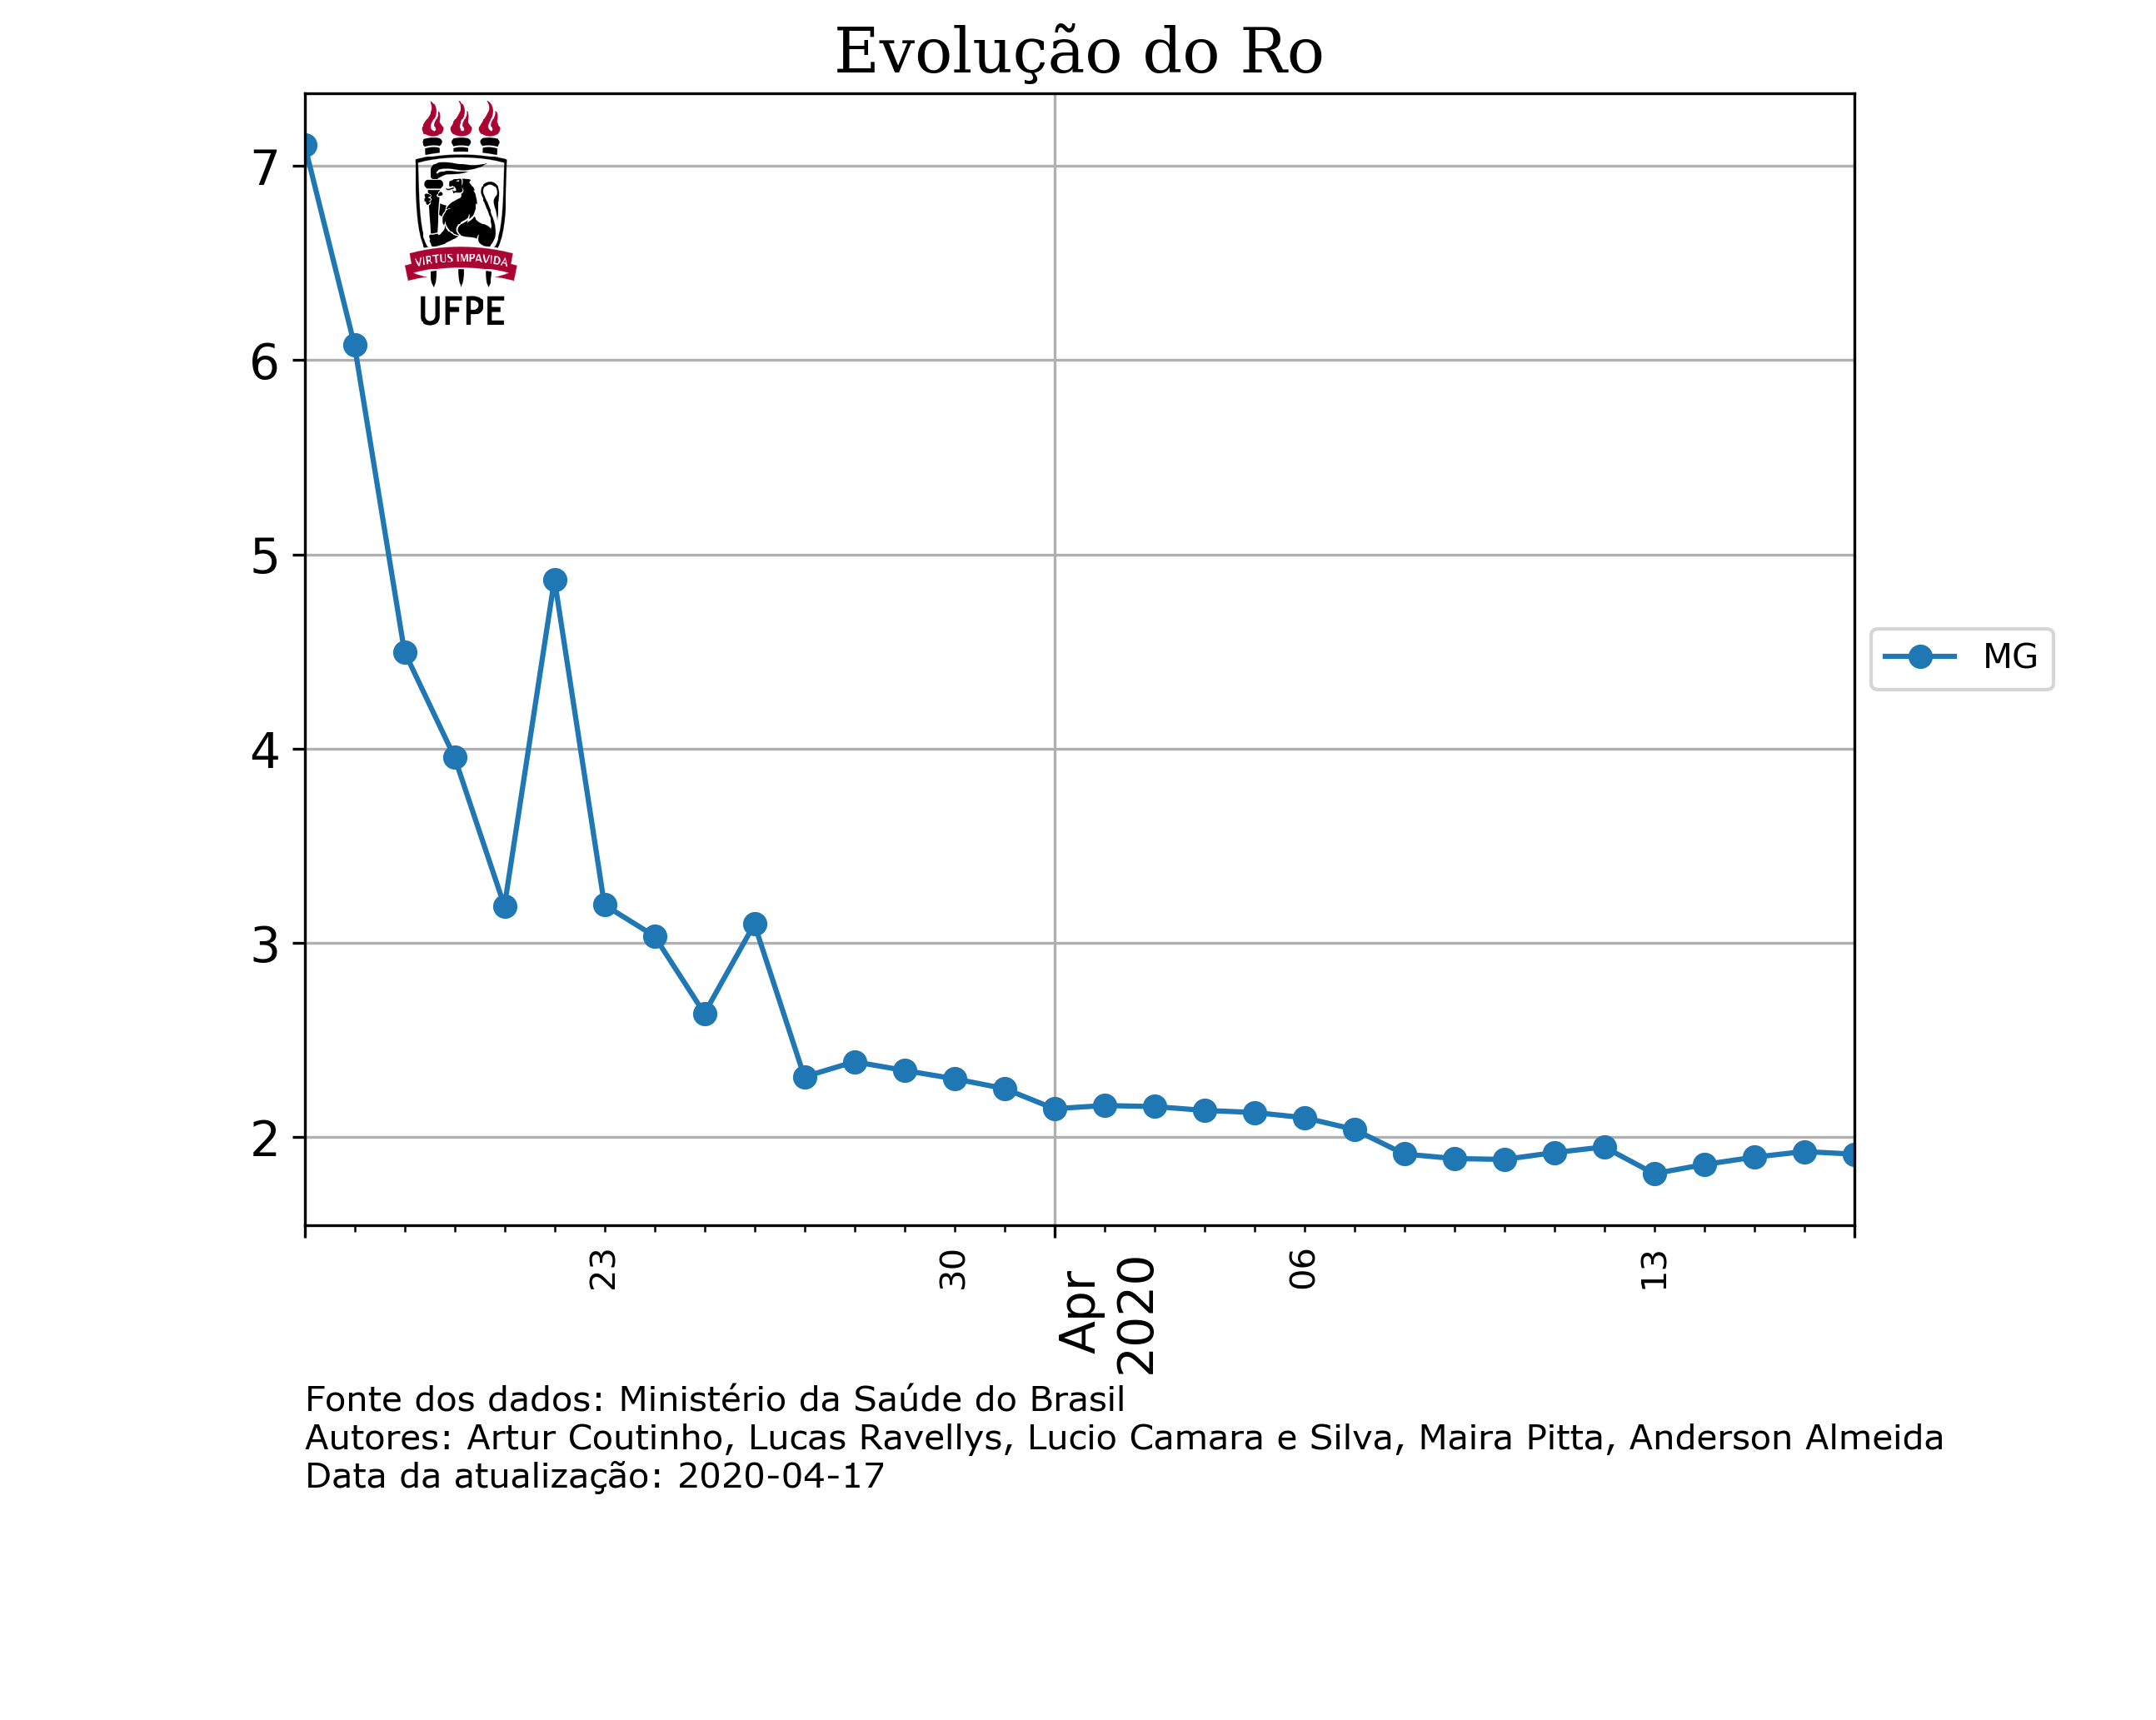 Evolução do Ro
7
6
5
4
3
2
VIRTUS IMPAVIDA
UFPE
MG
23
30
Apr
2020
06
13
Fonte dos dados: Ministério da Saúde do Brasil
Autores: Artur Coutinho, Lucas Ravellys, Lucio Camara e Silva, Maira Pitta, Anderson Almeida
Data da atualização: 2020-04-17